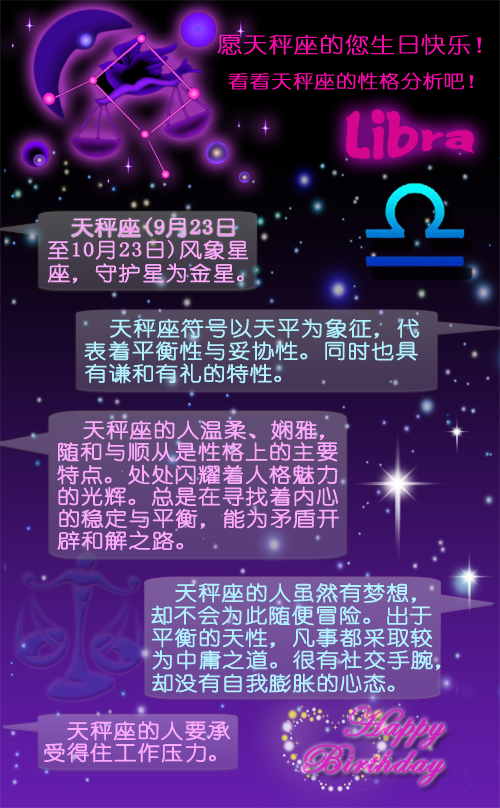 愿天秤座的您生日快乐！
看看天秤座的性格分析吧！
Libra
天秤座(9月23日
至10月23日)风象星
座，守护星为金星。
天秤座符号以天平为象征，代
表着平衡性与妥协性。同时也具
有谦和有礼的特性。
天秤座的人温柔、娴雅，
随和与顺从是性格上的主要
特点。处处闪耀着人格魅力
的光辉。总是在寻找着内心
的稳定与平衡，能为矛盾开
辟和解之路。
天秤座的人虽然有梦想，
却不会为此随便冒险。出于
平衡的天性，凡事都采取较
为中庸之道。很有社交手腕，
却没有自我膨胀的心态。
天秤座的人要承
受得住工作压力。
Happy
Birthday